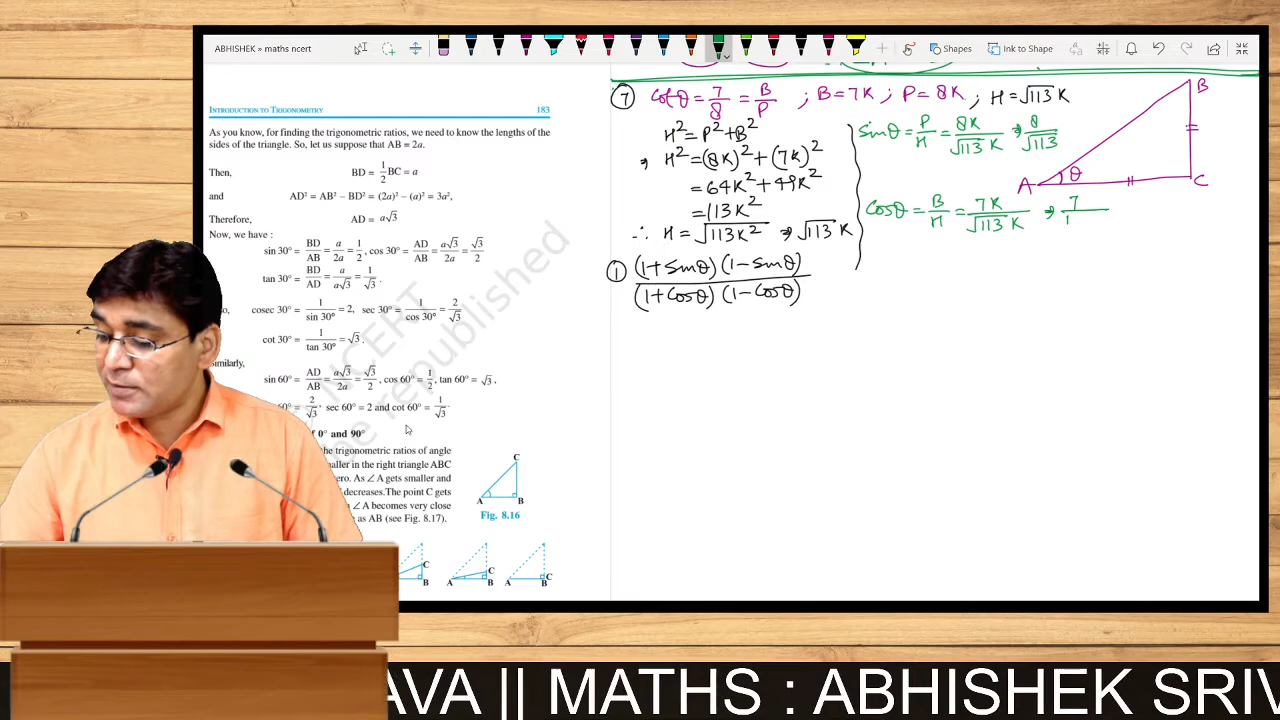 ABHISHEK » maths ncert
Shapes
Ink to Shape
INTRODUCTION TO TRIGONOMETRY 183
As you know, for finding the trigonometric ratios, we need to know the lengths of the
sides of the triangle. So, let us suppose that AB = 2a.
Then, BD = 1/2 BC = a
and AD² = AB² – BD² = (2a)² – (a)² = 3a²,
Therefore, AD = a√3
Now, we have :
sin 30° = BD/AB = a/2a = 1/2, cos 30° = AD/AB = a√3/2a = √3/2
tan 30° = BD/AD = a/a√3 = 1/√3.
cosec 30° = 1/sin 30° = 2, sec 30° = 1/cos 30° = 2/√3
cot 30° = 1/tan 30° = √3.
Similarly,
sin 60° = AD/AB = a√3/2a = √3/2, cos 60° = 1/2, tan 60° = √3,
2/√3, sec 60° = 2 and cot 60° = 1/√3.
0° and 90°
the trigonometric ratios of angle
in the right triangle ABC
As ∠A gets smaller and
decreases.The point C gets
∠A becomes very close
as AB (see Fig. 8.17).
C
A B
Fig. 8.16
C
B
C
A B
A B
C
NCERT
republished
7 cotθ = 7/8 = B/P ; B=7K ; P=8K ; H=√113 K
H²=P²+B²
⇒ H²=(8K)²+(7K)²
=64K²+49K²
=113K²
∴ H=√113K² ⇒ √113 K
1 (1+Sinθ)(1-Sinθ)
(1+Cosθ)(1-Cosθ)
Sinθ = P/H = 8K/√113 K ⇒ 8/√113
Cosθ = B/H = 7K/√113 K ⇒ 7/
B
A θ C
AVA || MATHS : ABHISHEK SRIV